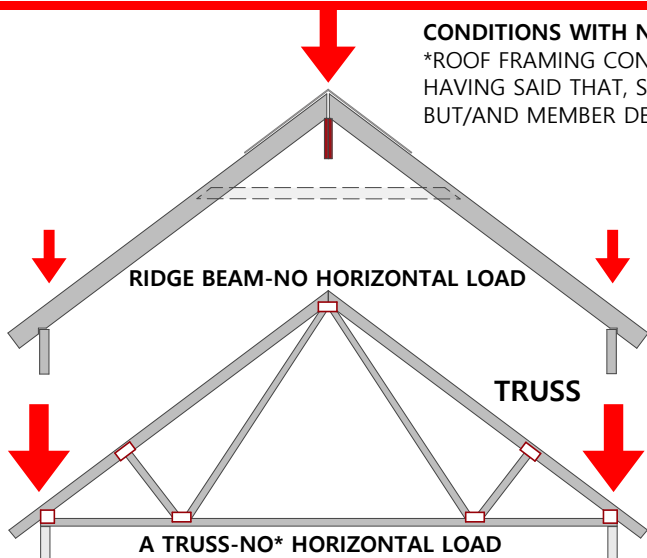 CONDITIONS WITH N
*ROOF FRAMING CON
HAVING SAID THAT, S
BUT/AND MEMBER DE
RIDGE BEAM-NO HORIZONTAL LOAD
TRUSS
A TRUSS-NO* HORIZONTAL LOAD